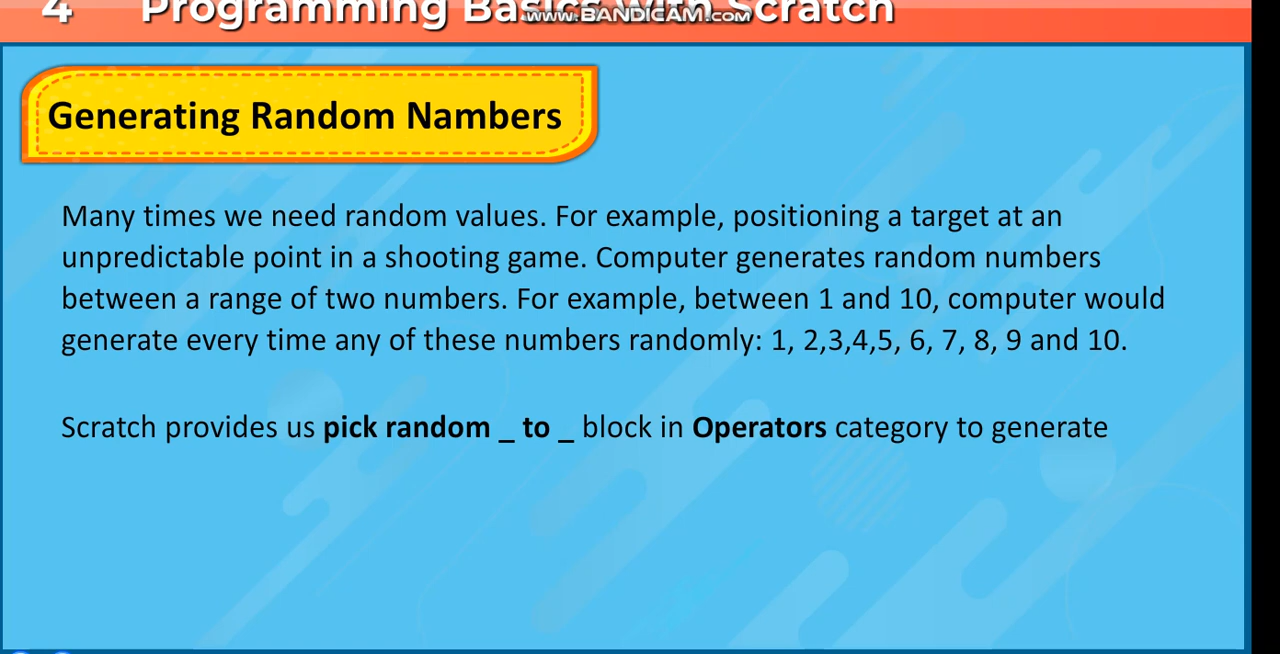 4 Programming Basics With Scratch
www.BANDICAM.com
Generating Random Nambers
Many times we need random values. For example, positioning a target at an
unpredictable point in a shooting game. Computer generates random numbers
between a range of two numbers. For example, between 1 and 10, computer would
generate every time any of these numbers randomly: 1, 2,3,4,5, 6, 7, 8, 9 and 10.
Scratch provides us pick random _ to _ block in Operators category to generate